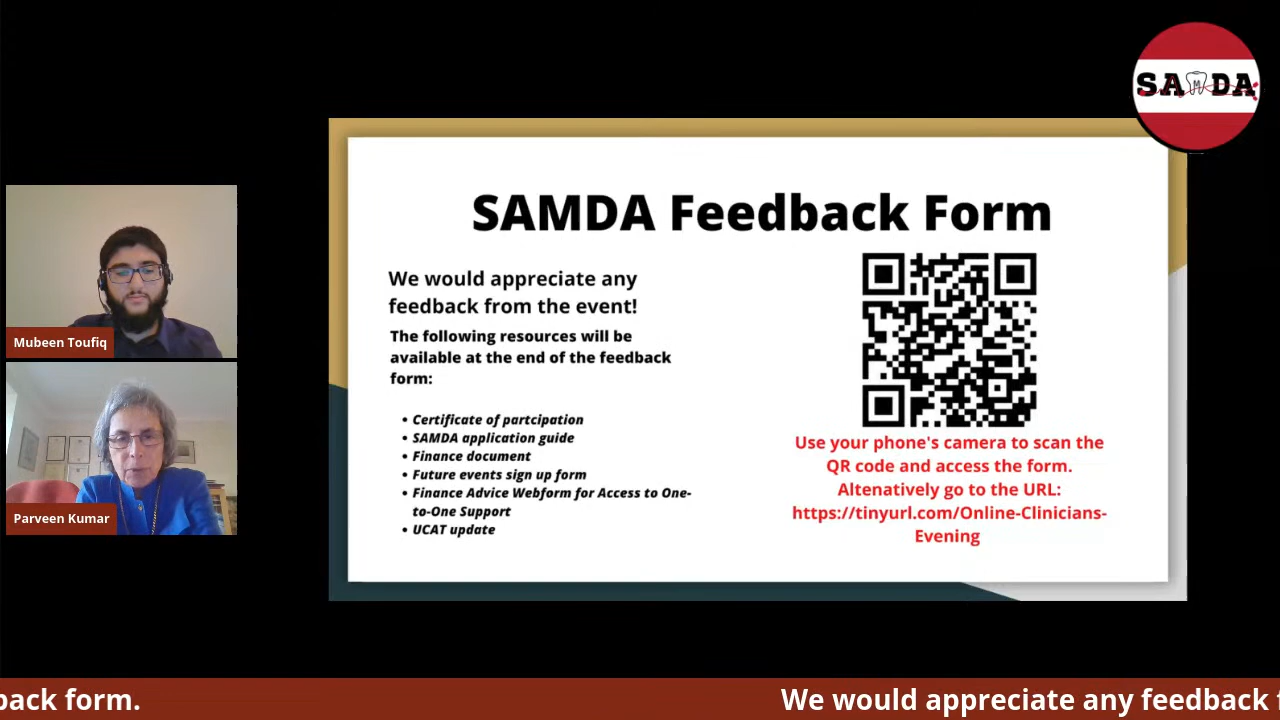 SAMDA
SAMDA Feedback Form
We would appreciate any
feedback from the event!
The following resources will be
available at the end of the feedback
form:
• Certificate of partcipation
• SAMDA application guide
• Finance document
• Future events sign up form
• Finance Advice Webform for Access to One-
to-One Support
• UCAT update
Use your phone's camera to scan the
QR code and access the form.
Altenatively go to the URL:
https://tinyurl.com/Online-Clinicians-
Evening
Mubeen Toufiq
Parveen Kumar
back form.
We would appreciate any feedback f